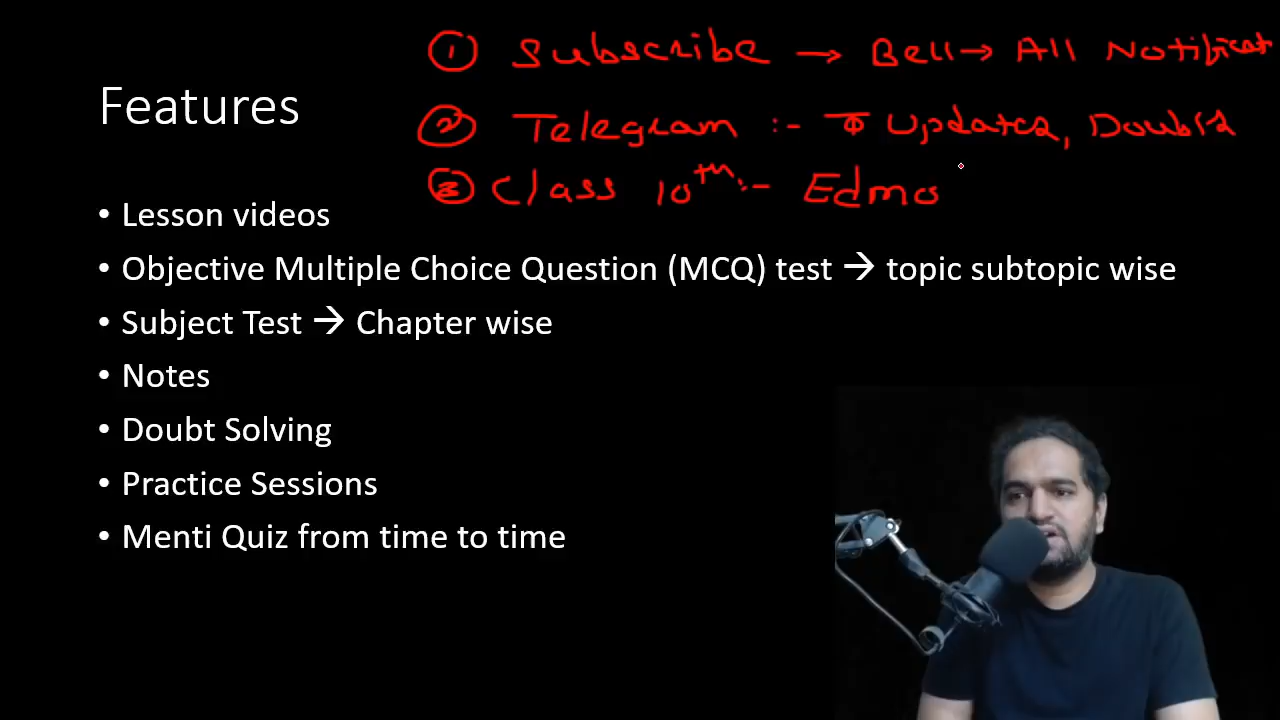 ① Subscribe → Bell → All Notificat
Features
② Telegram :- Updates, Doubts
③ Class 10th :- Edmo
• Lesson videos
• Objective Multiple Choice Question (MCQ) test → topic subtopic wise
• Subject Test → Chapter wise
• Notes
• Doubt Solving
• Practice Sessions
• Menti Quiz from time to time